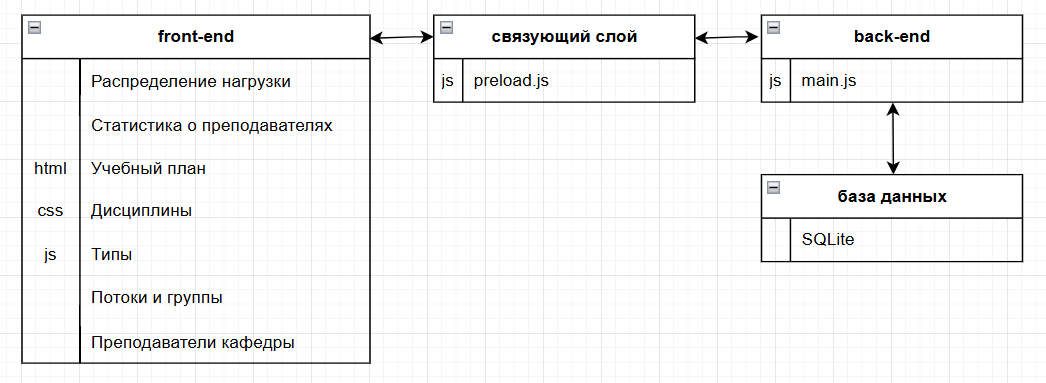 front-end
Распределение нагрузки
Статистика о преподавателях
html Учебный план
css Дисциплины
js Типы
Потоки и группы
Преподаватели кафедры
связующий слой
js preload.js
back-end
js main.js
база данных
SQLite